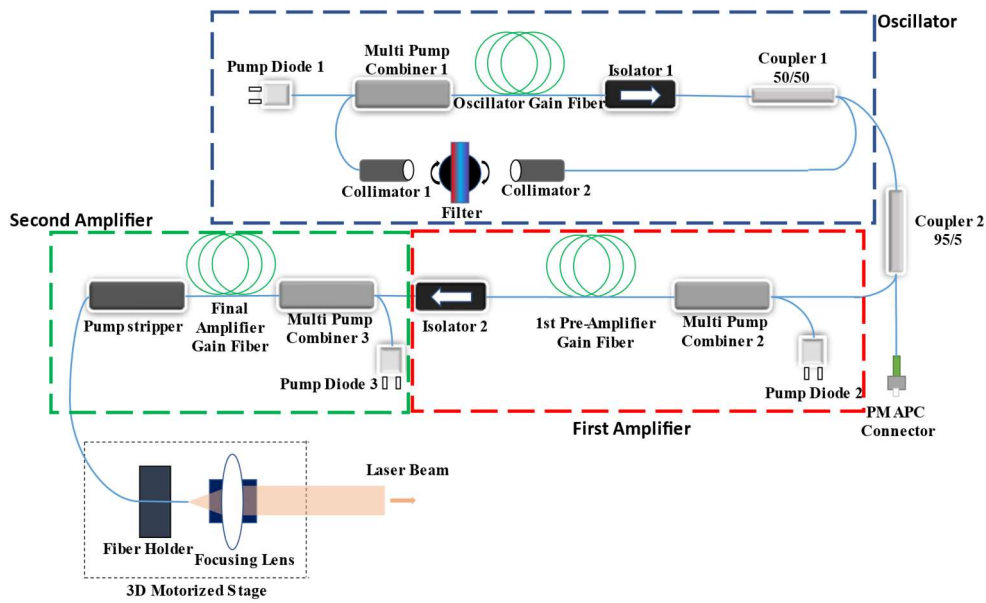 Oscillator
Multi Pump
Combiner 1
Pump Diode 1
Oscillator Gain Fiber
Isolator 1
Coupler 1
50/50
Collimator 1
Filter
Collimator 2
Coupler 2
95/5
Second Amplifier
Pump stripper
Final
Amplifier
Gain Fiber
Multi Pump
Combiner 3
Pump Diode 3
Isolator 2
1st Pre-Amplifier
Gain Fiber
Multi Pump
Combiner 2
Pump Diode 2
First Amplifier
PM APC
Connector
Laser Beam
Fiber Holder
Focusing Lens
3D Motorized Stage